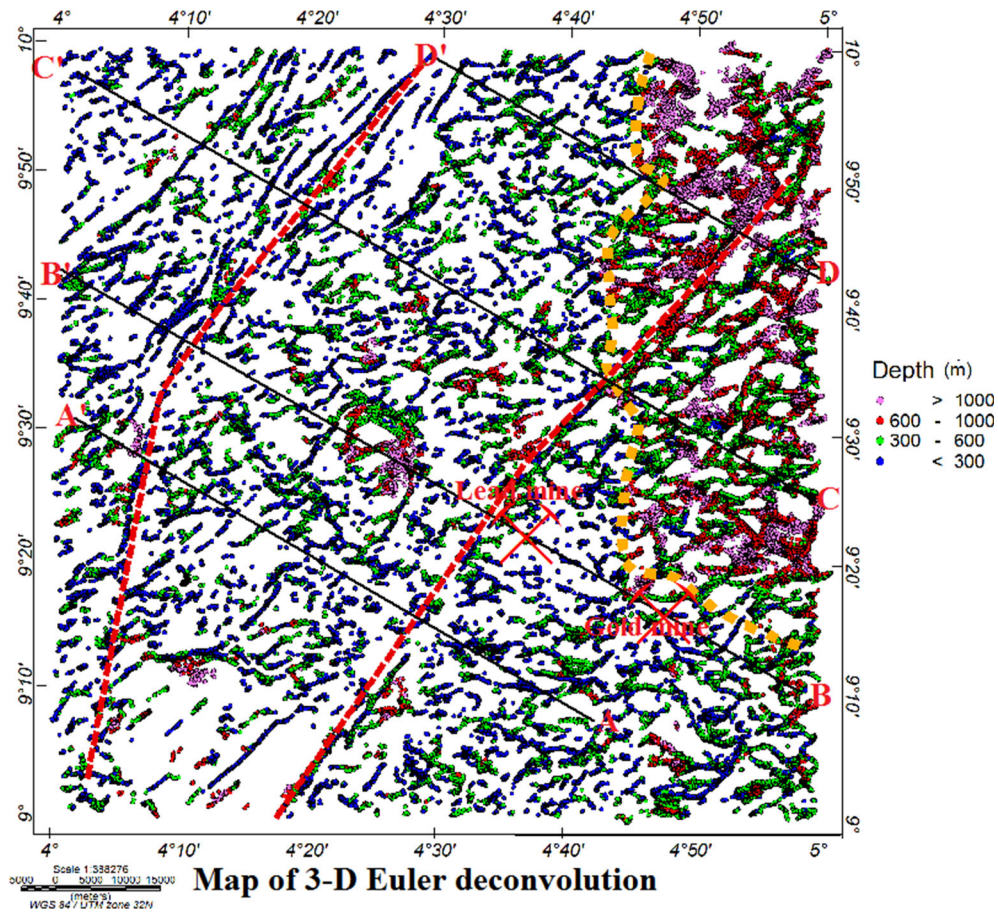 4° 4°10' 4°20' 4°30' 4°40' 4°50' 5°
10° 10°
C' D'
9°50' 9°50'
B' D
9°40' 9°40'
A'
9°30' 9°30'
Depth (m)
> 1000
600 - 1000
300 - 600
< 300
Lead mine
C
9°20' 9°20'
Gold mine
9°10' 9°10'
B
A
9° 9°
4° 4°10' 4°20' 4°30' 4°40' 4°50' 5°
Scale 1:388276
5000 0 5000 10000 15000
(meters)
WGS 84 / UTM zone 32N
Map of 3-D Euler deconvolution